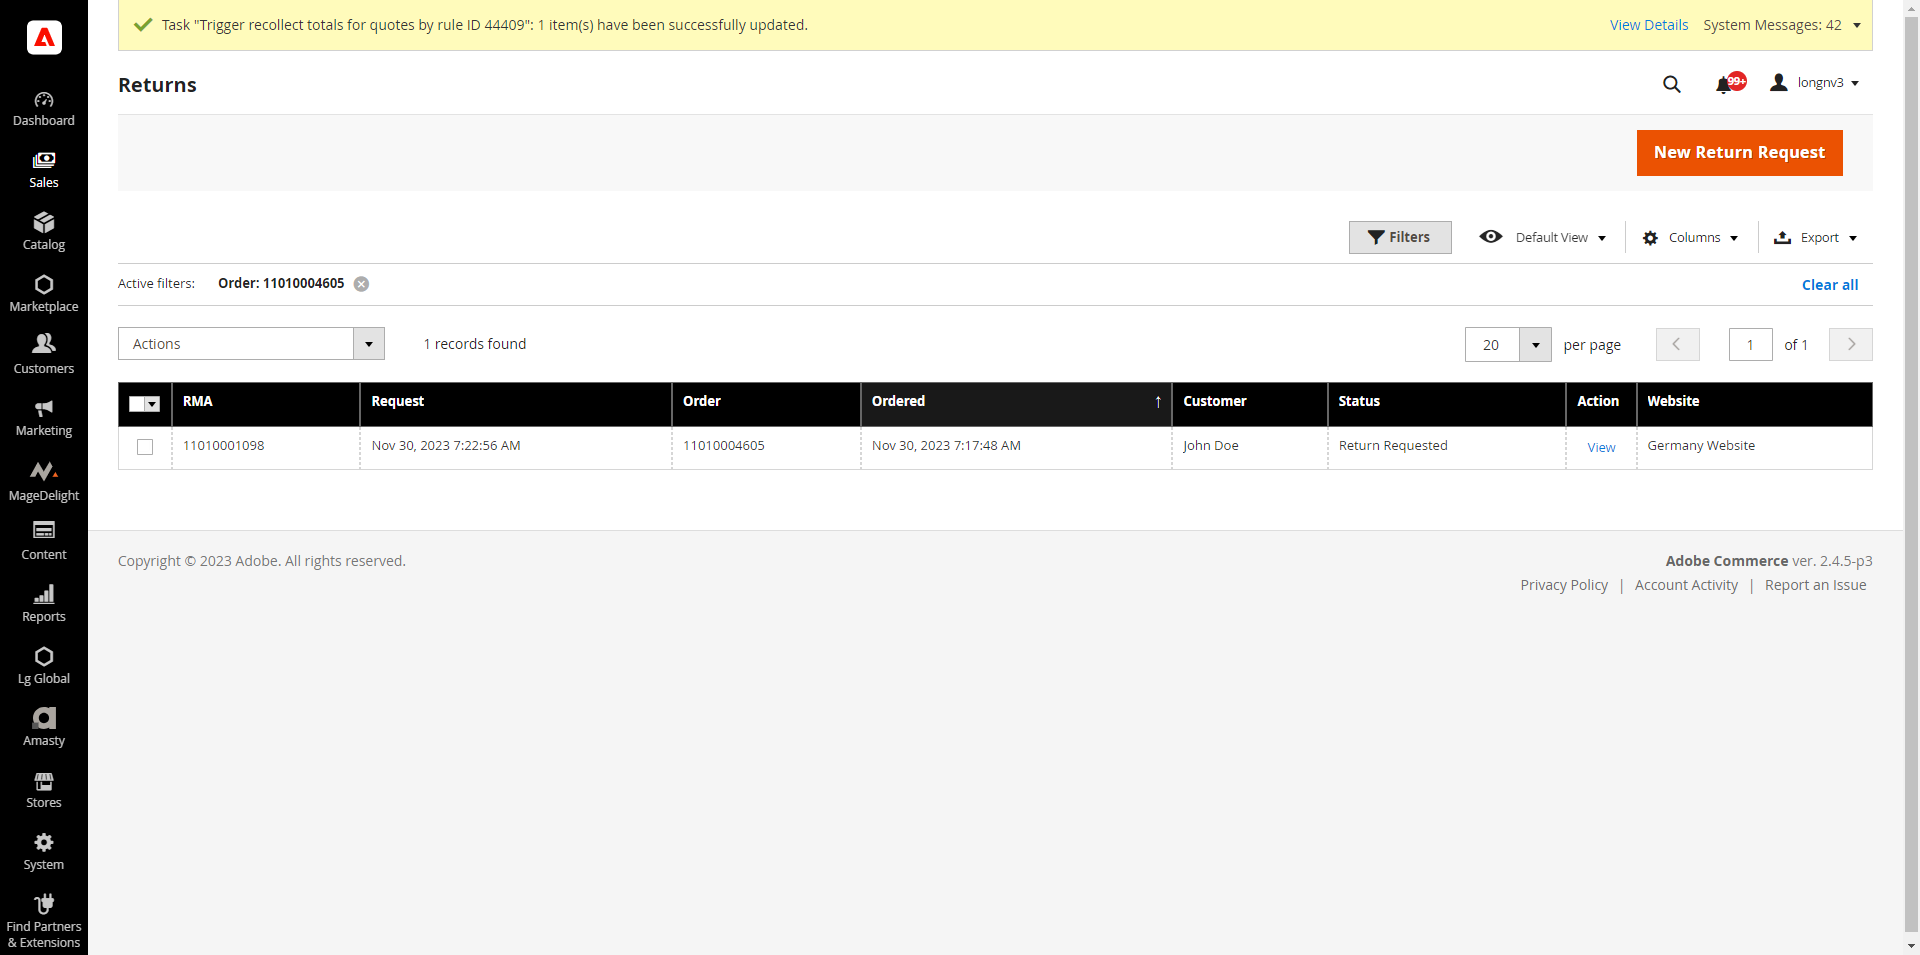 Task "Trigger recollect totals for quotes by rule ID 44409": 1 item(s) have been successfully updated.
View Details
System Messages: 42
Returns
99+
longnv3
New Return Request
Filters
Default View
Columns
Export
Active filters:
Order: 11010004605
Clear all
Actions
1 records found
20
per page
1
of 1
RMA
Request
Order
Ordered
↑
Customer
Status
Action
Website
11010001098
Nov 30, 2023 7:22:56 AM
11010004605
Nov 30, 2023 7:17:48 AM
John Doe
Return Requested
View
Germany Website
Copyright © 2023 Adobe. All rights reserved.
Adobe Commerce ver. 2.4.5-p3
Privacy Policy | Account Activity | Report an Issue
Dashboard
Sales
Catalog
Marketplace
Customers
Marketing
MageDelight
Content
Reports
Lg Global
Amasty
Stores
System
Find Partners
& Extensions